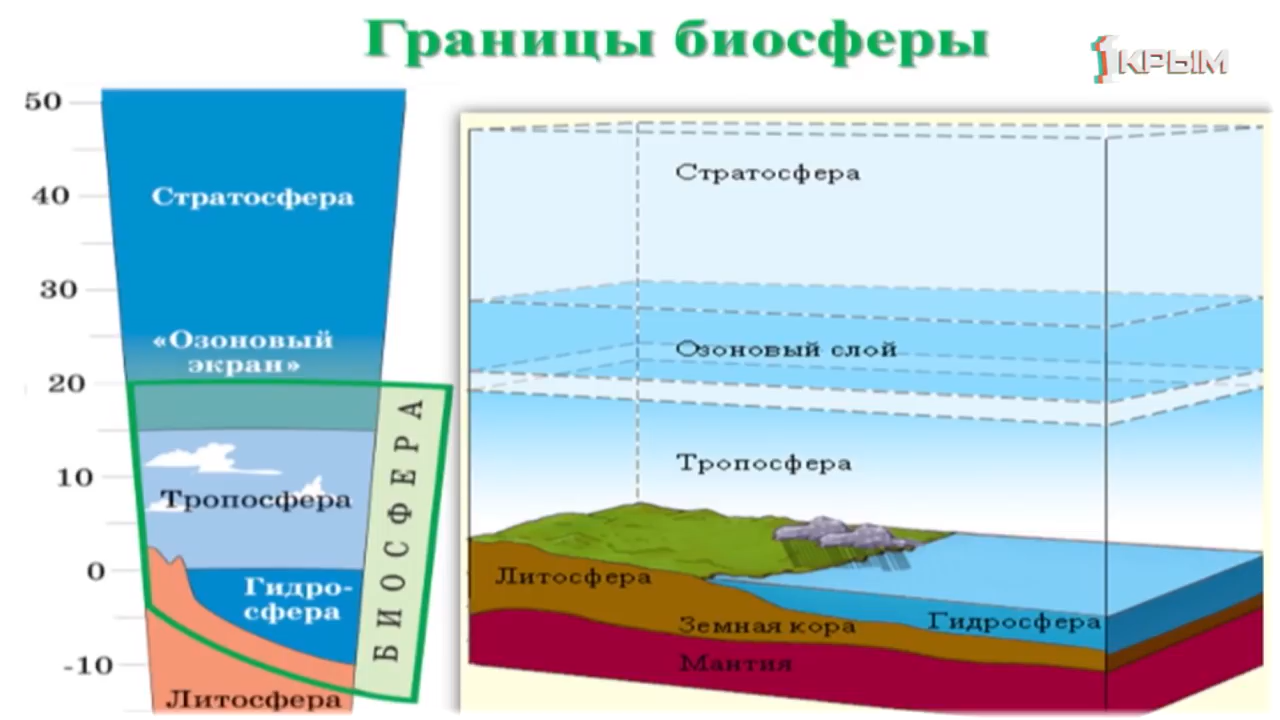 Границы биосферы
1КРЫМ
50
40
30
20
10
0
-10
Стратосфера
«Озоновый
экран»
Тропосфера
Гидро-
сфера
Литосфера
БИОСФЕРА
Стратосфера
Озоновый слой
Тропосфера
Литосфера
Земная кора
Гидросфера
Мантия